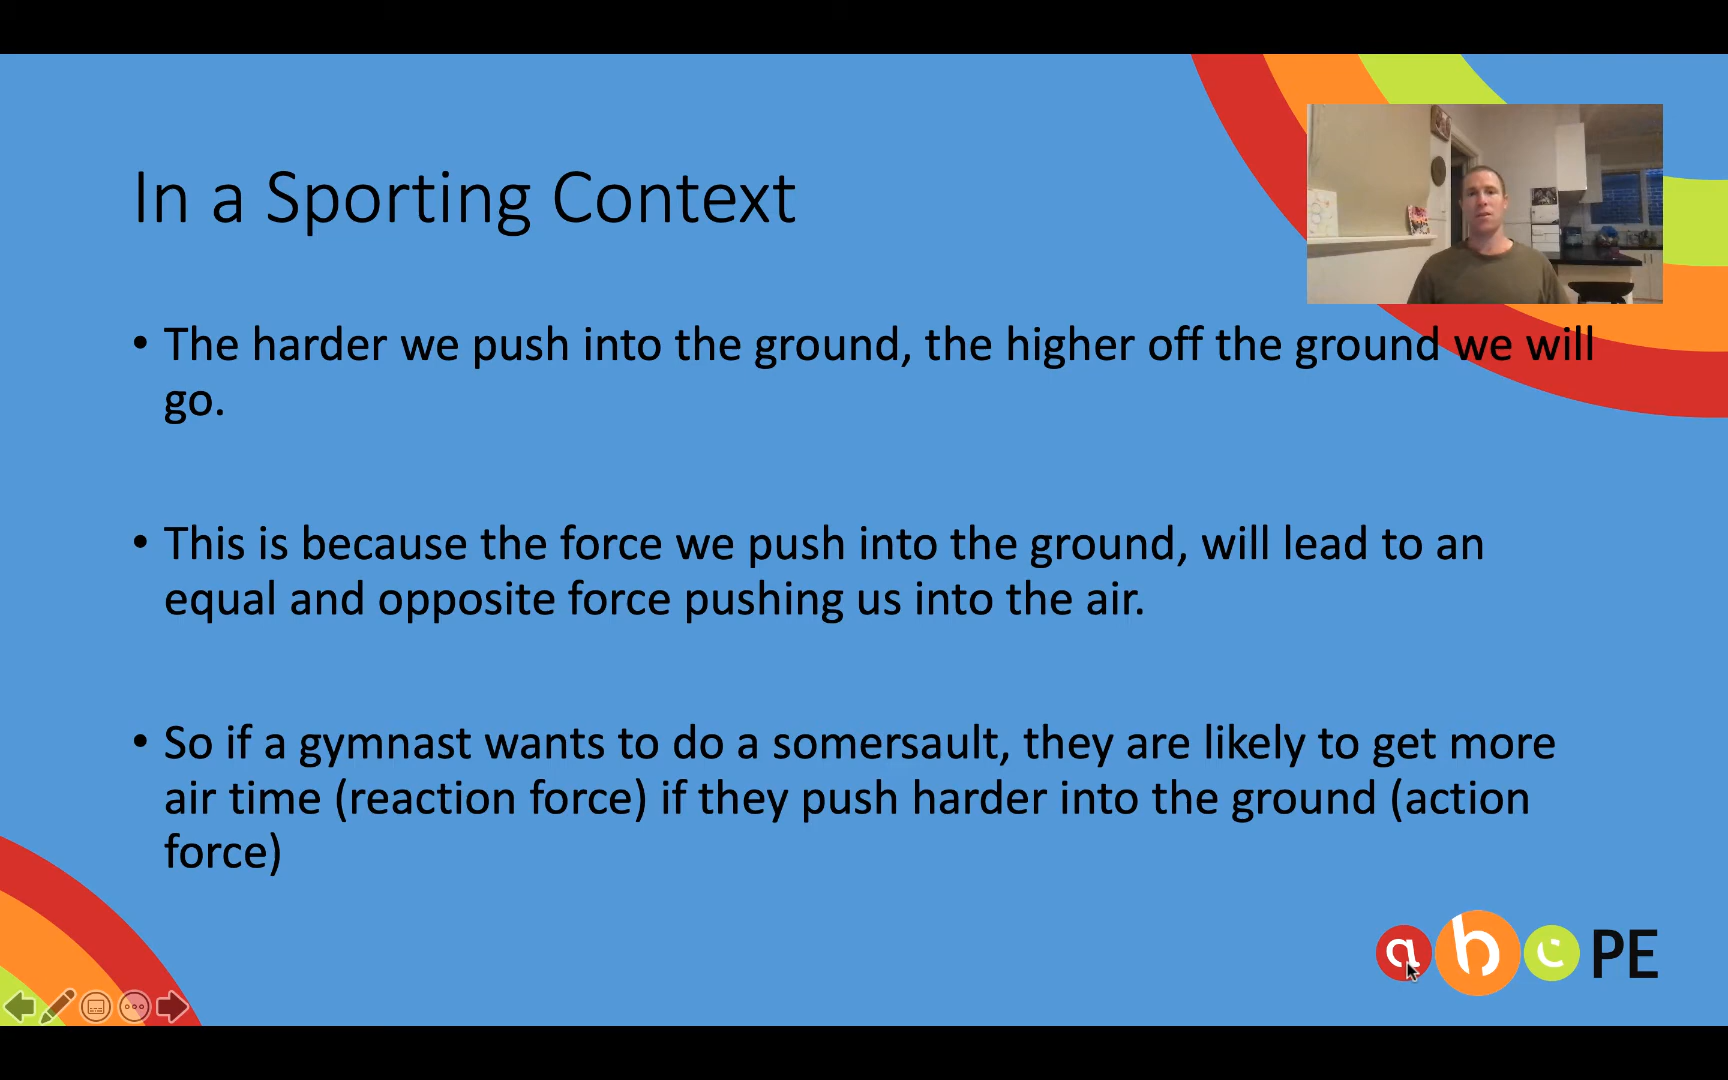 In a Sporting Context
• The harder we push into the ground, the higher off the ground we will
go.
• This is because the force we push into the ground, will lead to an
equal and opposite force pushing us into the air.
• So if a gymnast wants to do a somersault, they are likely to get more
air time (reaction force) if they push harder into the ground (action
force)
a b c PE